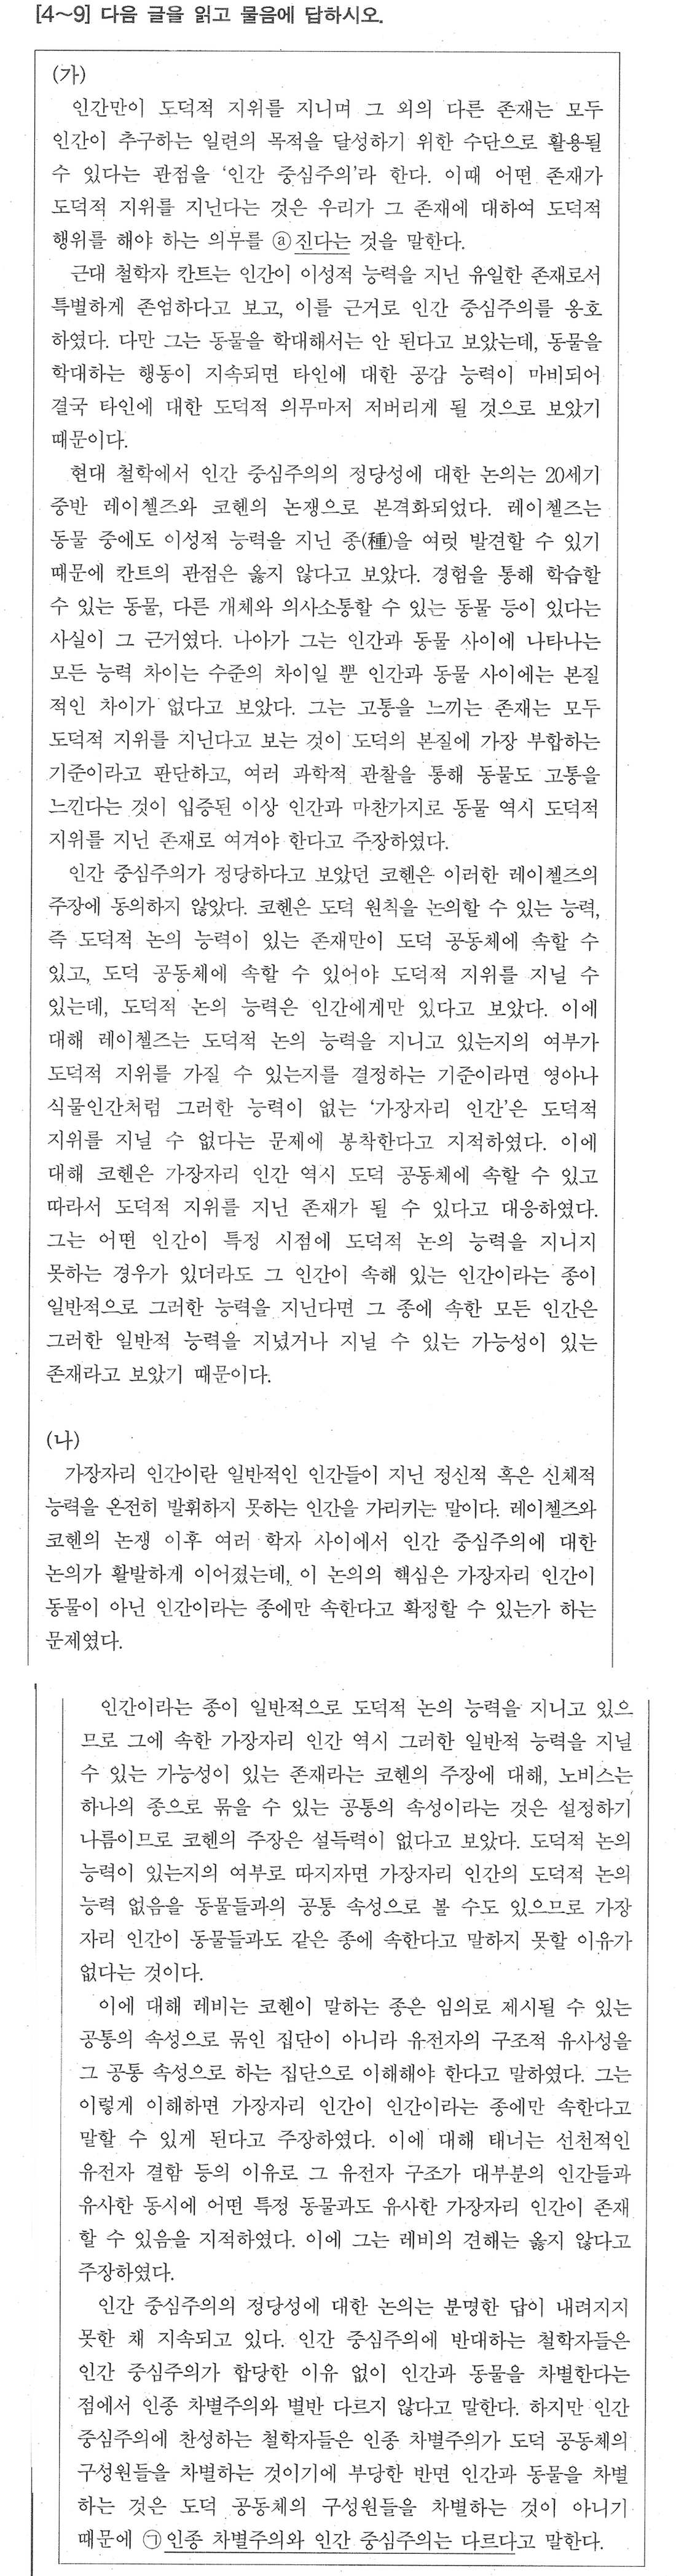 [4~9] 다음 글을 읽고 물음에 답하시오.
(가)
인간만이 도덕적 지위를 지니며 그 외의 다른 존재는 모두
인간이 추구하는 일련의 목적을 달성하기 위한 수단으로 활용될
수 있다는 관점을 '인간 중심주의'라 한다. 이때 어떤 존재가
도덕적 지위를 지닌다는 것은 우리가 그 존재에 대하여 도덕적
행위를 해야 하는 의무를 ⓐ진다는 것을 말한다.
근대 철학자 칸트는 인간이 이성적 능력을 지닌 유일한 존재로서
특별하게 존엄하다고 보고, 이를 근거로 인간 중심주의를 옹호
하였다. 다만 그는 동물을 학대해서는 안 된다고 보았는데, 동물을
학대하는 행동이 지속되면 타인에 대한 공감 능력이 마비되어
결국 타인에 대한 도덕적 의무마저 저버리게 될 것으로 보았기
때문이다.
현대 철학에서 인간 중심주의의 정당성에 대한 논의는 20세기
중반 레이첼즈와 코헨의 논쟁으로 본격화되었다. 레이첼즈는
동물 중에도 이성적 능력을 지닌 종(種)을 여럿 발견할 수 있기
때문에 칸트의 관점은 옳지 않다고 보았다. 경험을 통해 학습할
수 있는 동물, 다른 개체와 의사소통할 수 있는 동물 등이 있다는
사실이 그 근거였다. 나아가 그는 인간과 동물 사이에 나타나는
모든 능력 차이는 수준의 차이일 뿐 인간과 동물 사이에는 본질
적인 차이가 없다고 보았다. 그는 고통을 느끼는 존재는 모두
도덕적 지위를 지닌다고 보는 것이 도덕의 본질에 가장 부합하는
기준이라고 판단하고, 여러 과학적 관찰을 통해 동물도 고통을
느낀다는 것이 입증된 이상 인간과 마찬가지로 동물 역시 도덕적
지위를 지닌 존재로 여겨야 한다고 주장하였다.
인간 중심주의가 정당하다고 보았던 코헨은 이러한 레이첼즈의
주장에 동의하지 않았다. 코헨은 도덕 원칙을 논의할 수 있는 능력,
즉 도덕적 논의 능력이 있는 존재만이 도덕 공동체에 속할 수
있고, 도덕 공동체에 속할 수 있어야 도덕적 지위를 지닐 수
있는데, 도덕적 논의 능력은 인간에게만 있다고 보았다. 이에
대해 레이첼즈는 도덕적 논의 능력을 지니고 있는지의 여부가
도덕적 지위를 가질 수 있는지를 결정하는 기준이라면 영아나
식물인간처럼 그러한 능력이 없는 '가장자리 인간'은 도덕적
지위를 지닐 수 없다는 문제에 봉착한다고 지적하였다. 이에
대해 코헨은 가장자리 인간 역시 도덕 공동체에 속할 수 있고
따라서 도덕적 지위를 지닌 존재가 될 수 있다고 대응하였다.
그는 어떤 인간이 특정 시점에 도덕적 논의 능력을 지니지
못하는 경우가 있더라도 그 인간이 속해 있는 인간이라는 종이
일반적으로 그러한 능력을 지닌다면 그 종에 속한 모든 인간은
그러한 일반적 능력을 지녔거나 지닐 수 있는 가능성이 있는
존재라고 보았기 때문이다.
(나)
가장자리 인간이란 일반적인 인간들이 지닌 정신적 혹은 신체적
능력을 온전히 발휘하지 못하는 인간을 가리키는 말이다. 레이첼즈와
코헨의 논쟁 이후 여러 학자 사이에서 인간 중심주의에 대한
논의가 활발하게 이어졌는데, 이 논의의 핵심은 가장자리 인간이
동물이 아닌 인간이라는 종에만 속한다고 확정할 수 있는가 하는
문제였다.
인간이라는 종이 일반적으로 도덕적 논의 능력을 지니고 있으
므로 그에 속한 가장자리 인간 역시 그러한 일반적 능력을 지닐
수 있는 가능성이 있는 존재라는 코헨의 주장에 대해, 노비스는
하나의 종으로 묶을 수 있는 공통의 속성이라는 것은 설정하기
나름이므로 코헨의 주장은 설득력이 없다고 보았다. 도덕적 논의
능력이 있는지의 여부로 따지자면 가장자리 인간의 도덕적 논의
능력 없음을 동물들과의 공통 속성으로 볼 수도 있으므로 가장
자리 인간이 동물들과도 같은 종에 속한다고 말하지 못할 이유가
없다는 것이다.
이에 대해 레비는 코헨이 말하는 종은 임의로 제시될 수 있는
공통의 속성으로 묶인 집단이 아니라 유전자의 구조적 유사성을
그 공통 속성으로 하는 집단으로 이해해야 한다고 말하였다. 그는
이렇게 이해하면 가장자리 인간이 인간이라는 종에만 속한다고
말할 수 있게 된다고 주장하였다. 이에 대해 태너는 선천적인
유전자 결함 등의 이유로 그 유전자 구조가 대부분의 인간들과
유사한 동시에 어떤 특정 동물과도 유사한 가장자리 인간이 존재
할 수 있음을 지적하였다. 이에 그는 레비의 견해는 옳지 않다고
주장하였다.
인간 중심주의의 정당성에 대한 논의는 분명한 답이 내려지지
못한 채 지속되고 있다. 인간 중심주의에 반대하는 철학자들은
인간 중심주의가 합당한 이유 없이 인간과 동물을 차별한다는
점에서 인종 차별주의와 별반 다르지 않다고 말한다. 하지만 인간
중심주의에 찬성하는 철학자들은 인종 차별주의가 도덕 공동체의
구성원들을 차별하는 것이기에 부당한 반면 인간과 동물을 차별
하는 것은 도덕 공동체의 구성원들을 차별하는 것이 아니기
때문에 ㉠인종 차별주의와 인간 중심주의는 다르다고 말한다.